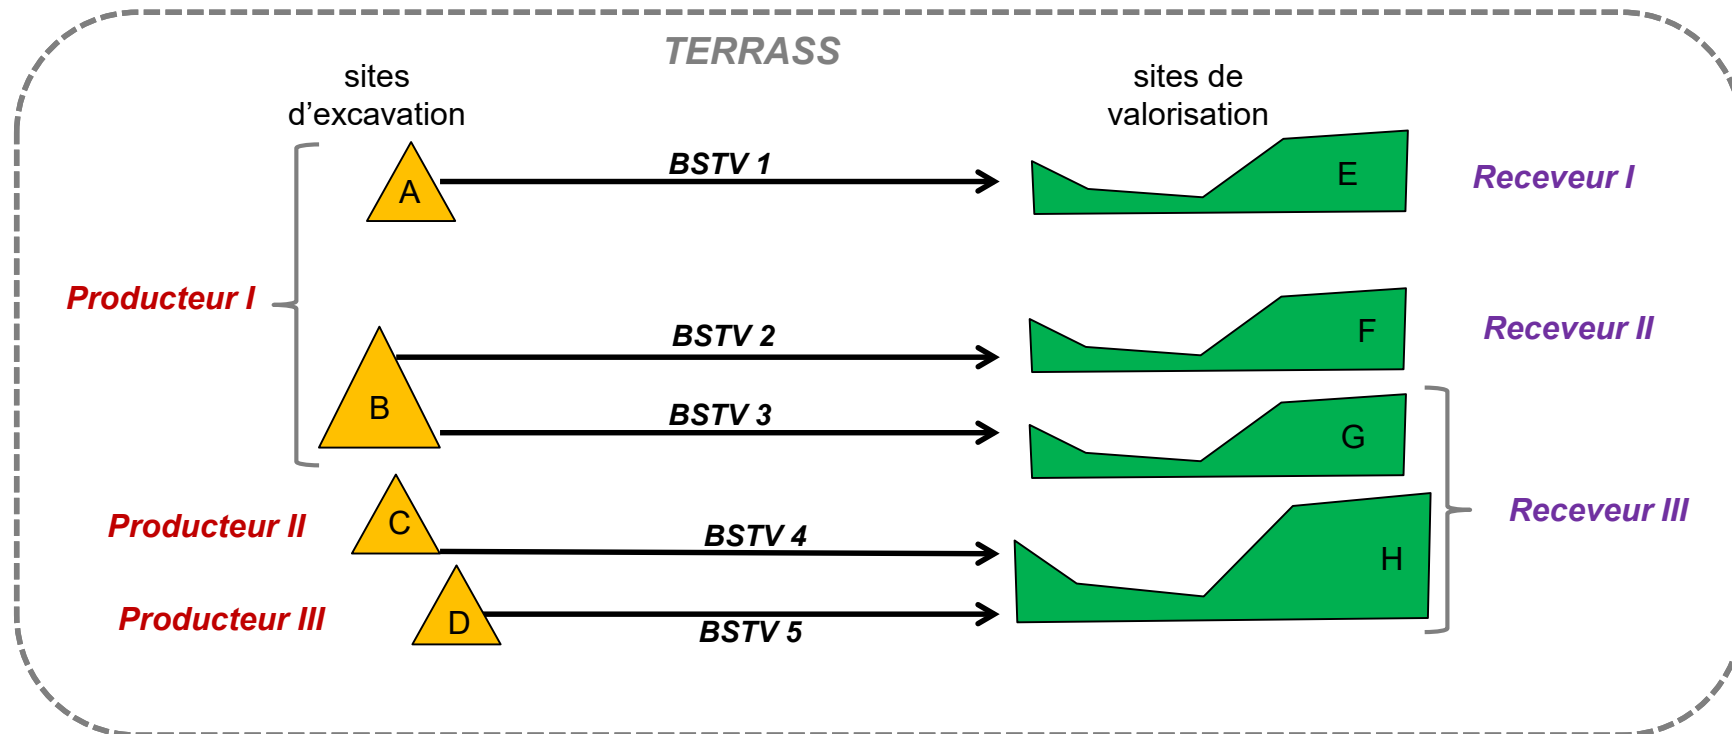 TERRASS
sites
d’excavation
sites de
valorisation
A
BSTV 1
E
Receveur I
Producteur I
B
BSTV 2
F
Receveur II
BSTV 3
G
Producteur II
C
BSTV 4
H
Receveur III
Producteur III
D
BSTV 5